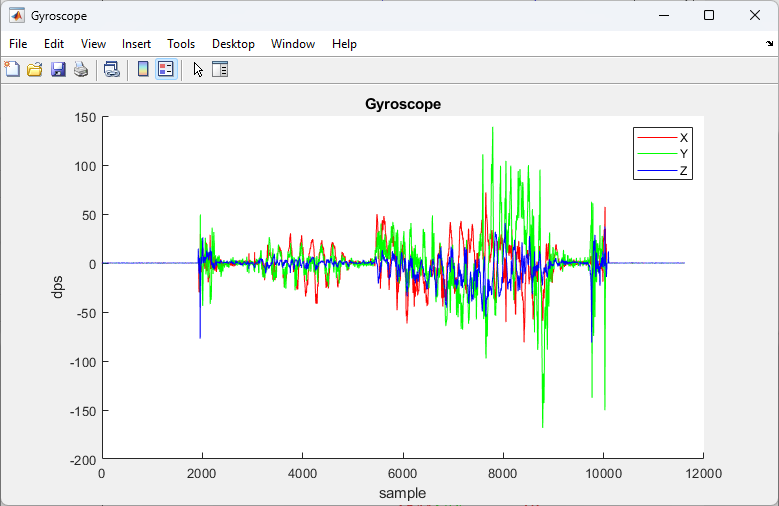 Gyroscope
File Edit View Insert Tools Desktop Window Help
Gyroscope
X
Y
Z
150
100
50
0
-50
-100
-150
-200
dps
0 2000 4000 6000 8000 10000 12000
sample